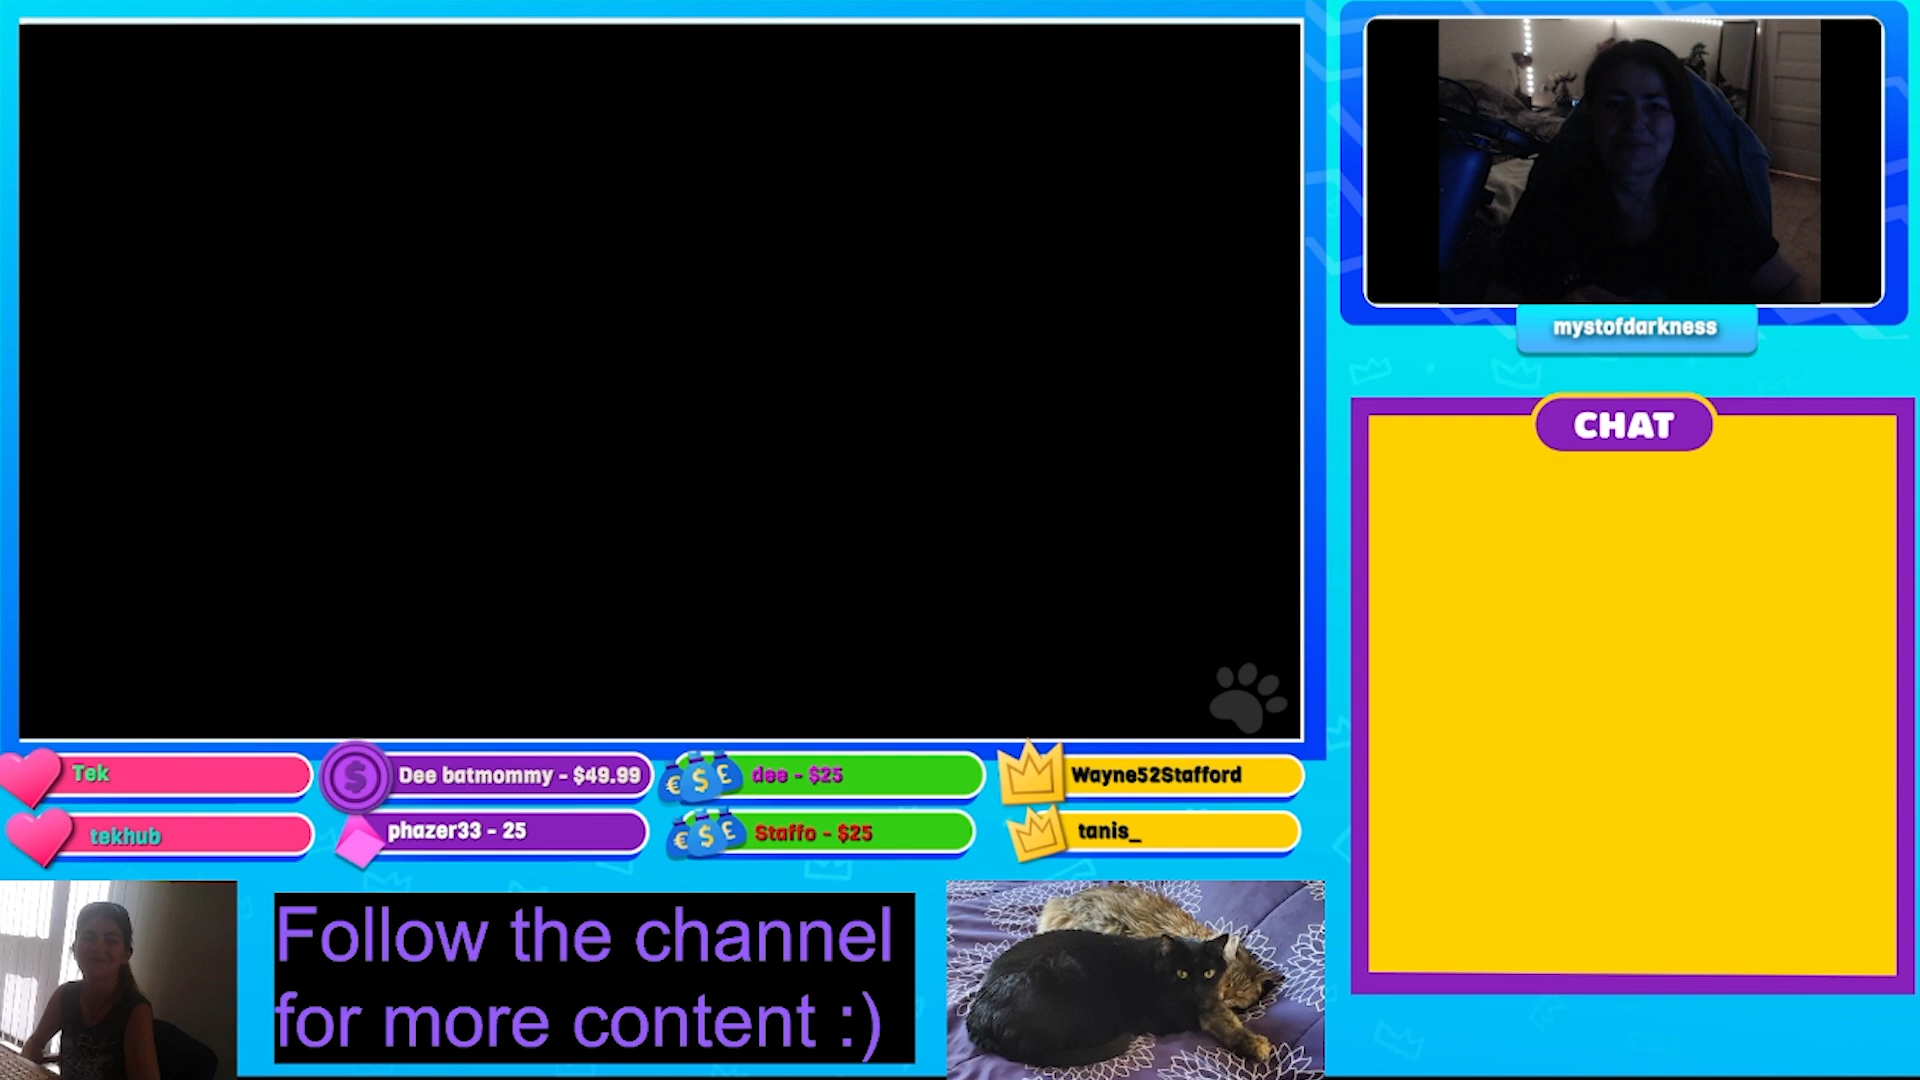 mystofdarkness
CHAT
Tek
Dee batmommy - $49.99
dee - $25
Wayne52Stafford
tekhub
phazer33 - 25
Staffo - $25
tanis_
Follow the channel
for more content :)